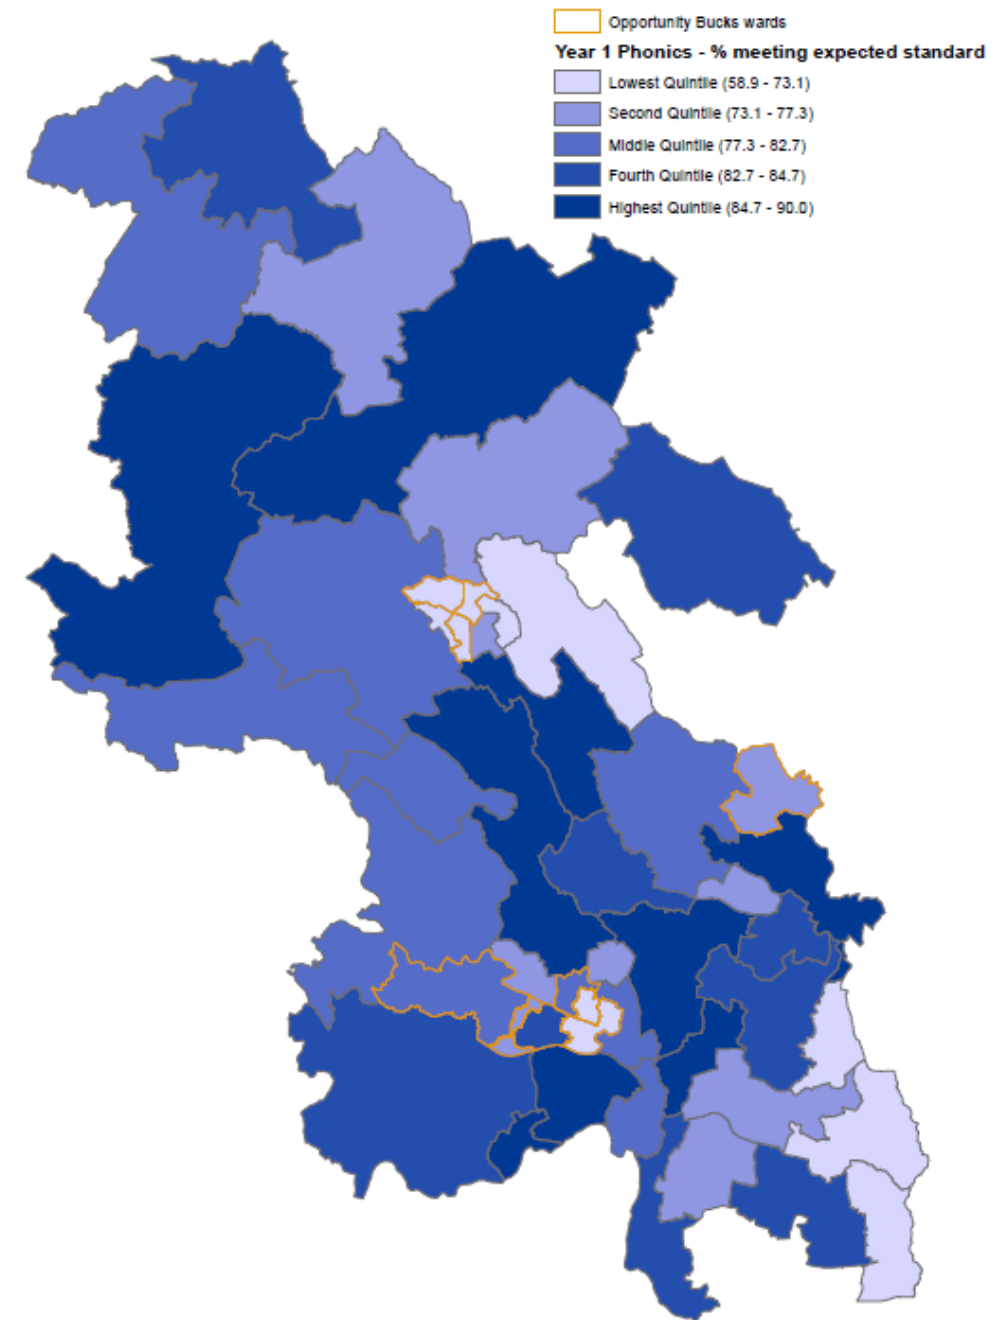 Opportunity Bucks wards
Year 1 Phonics - % meeting expected standard
Lowest Quintile (58.9 - 73.1)
Second Quintile (73.1 - 77.3)
Middle Quintile (77.3 - 82.7)
Fourth Quintile (82.7 - 84.7)
Highest Quintile (84.7 - 90.0)